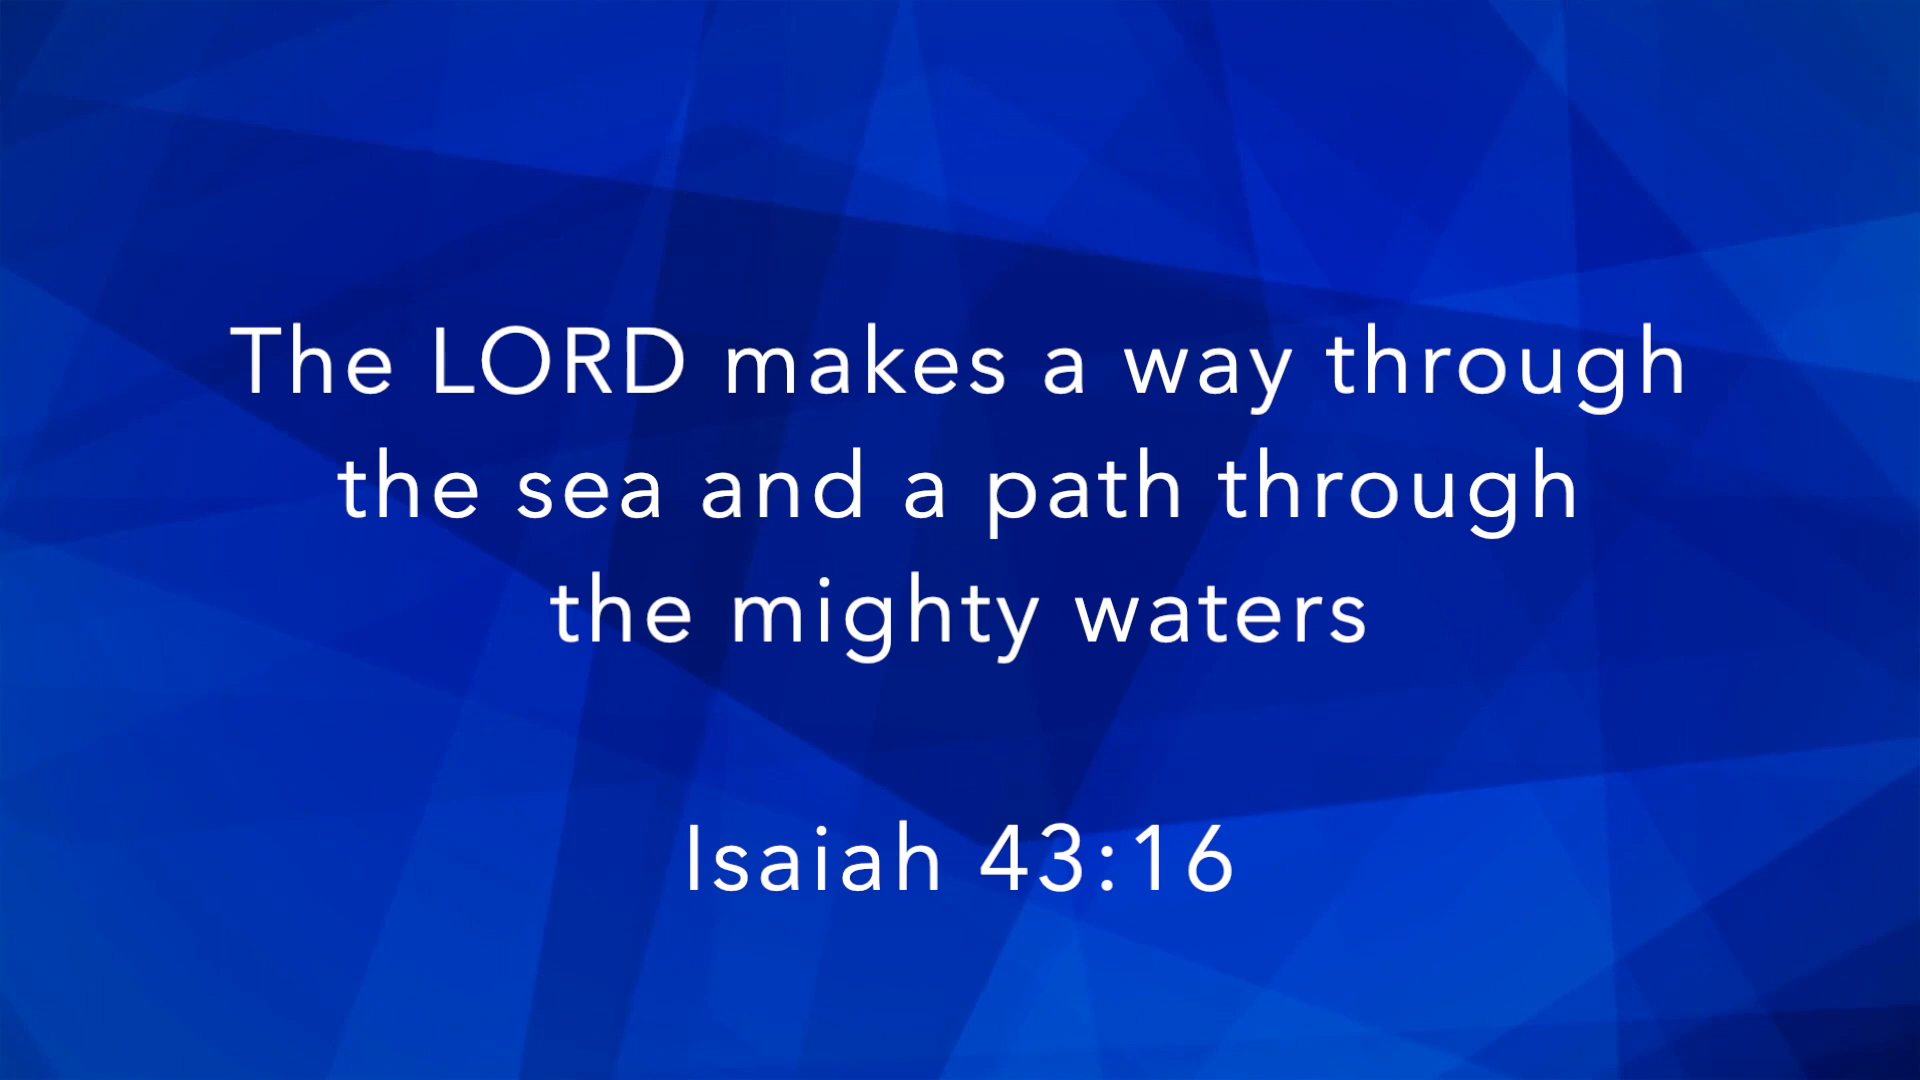 The LORD makes a way through
the sea and a path through
the mighty waters
Isaiah 43:16